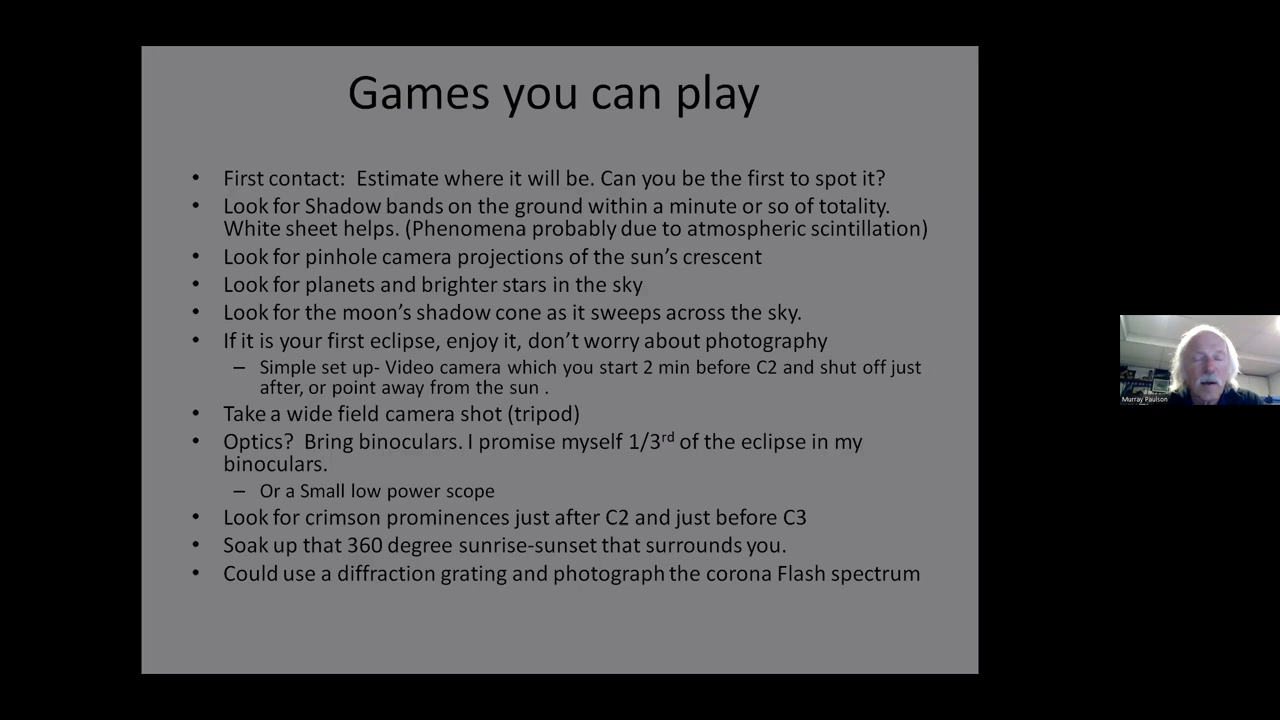 Games you can play
• First contact:  Estimate where it will be. Can you be the first to spot it?
• Look for Shadow bands on the ground within a minute or so of totality.
White sheet helps. (Phenomena probably due to atmospheric scintillation)
• Look for pinhole camera projections of the sun’s crescent
• Look for planets and brighter stars in the sky
• Look for the moon’s shadow cone as it sweeps across the sky.
• If it is your first eclipse, enjoy it, don’t worry about photography
– Simple set up- Video camera which you start 2 min before C2 and shut off just
after, or point away from the sun .
• Take a wide field camera shot (tripod)
• Optics?  Bring binoculars. I promise myself 1/3rd of the eclipse in my
binoculars.
– Or a Small low power scope
• Look for crimson prominences just after C2 and just before C3
• Soak up that 360 degree sunrise-sunset that surrounds you.
• Could use a diffraction grating and photograph the corona Flash spectrum
Murray Paulson